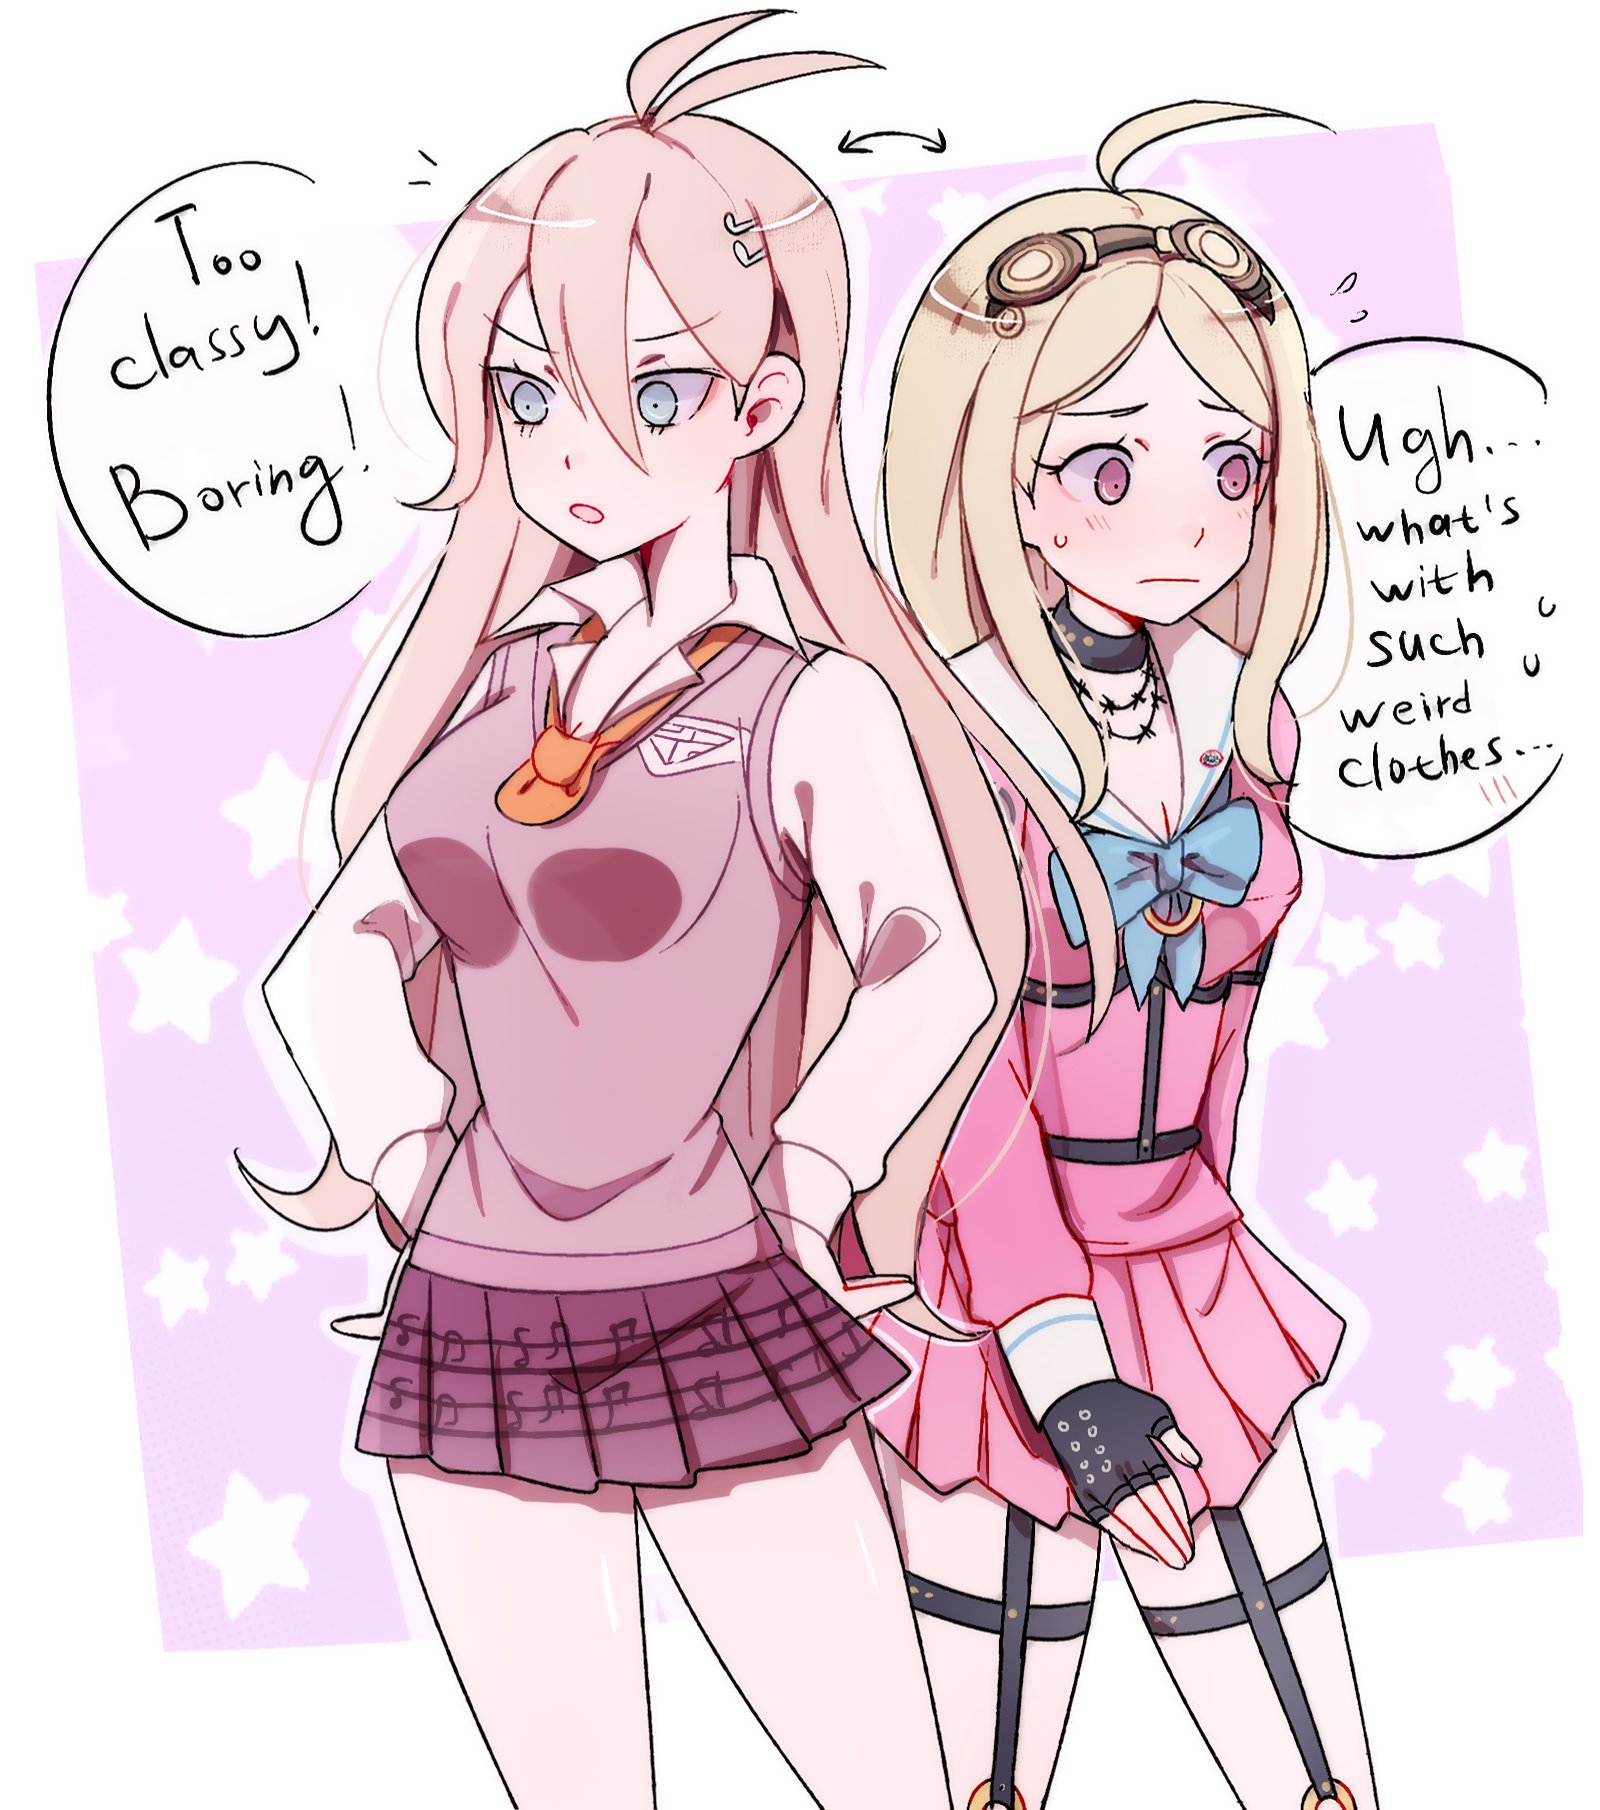 Too
classy!
Boring!
Ugh...
what's
with
such
weird
clothes...